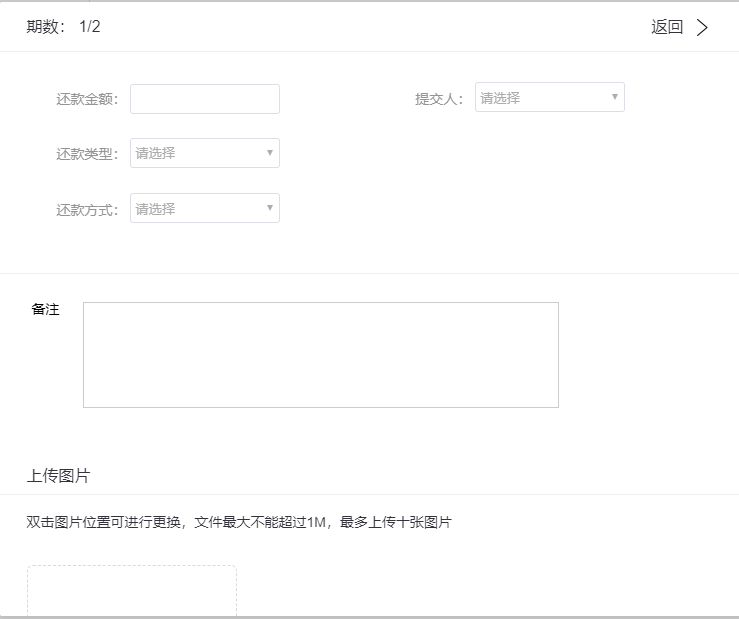 期数： 1/2 返回
还款金额： 提交人： 请选择
还款类型： 请选择
还款方式： 请选择
备注
上传图片
双击图片位置可进行更换，文件最大不能超过1M，最多上传十张图片